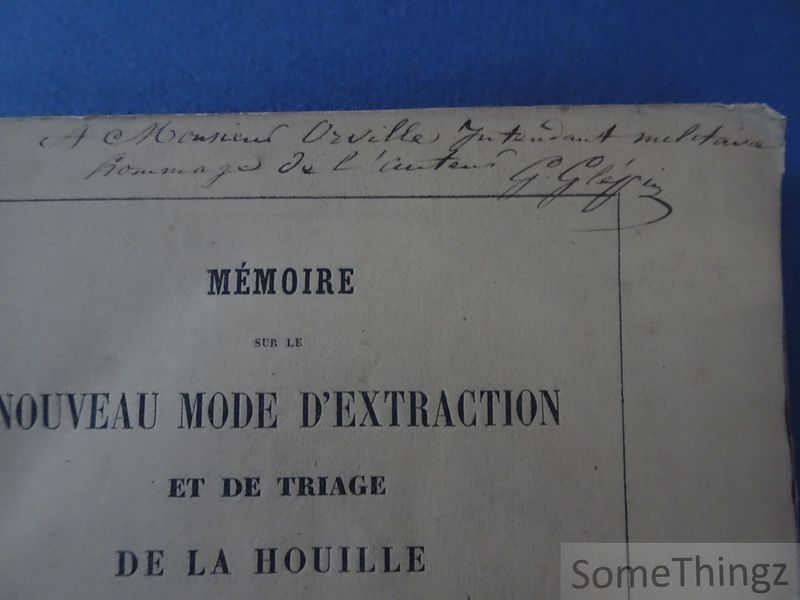 A Monsieur Orville Intendant militaire
hommage de l'auteur G. Glépin
MÉMOIRE
SUR LE
NOUVEAU MODE D'EXTRACTION
ET DE TRIAGE
DE LA HOUILLE
SomeThingz